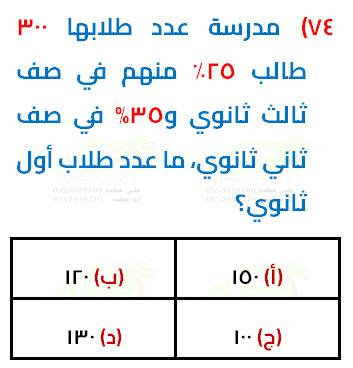 ٧٤) مدرسة عدد طلابها ٣٠٠
طالب ٢٥٪ منهم في صف
ثالث ثانوي و٣٥% في صف
ثاني ثانوي، ما عدد طلاب أول
ثانوي؟
(أ) ١٥٠
(ب) ١٢٠
(ج) ١٠٠
(د) ١٣٠